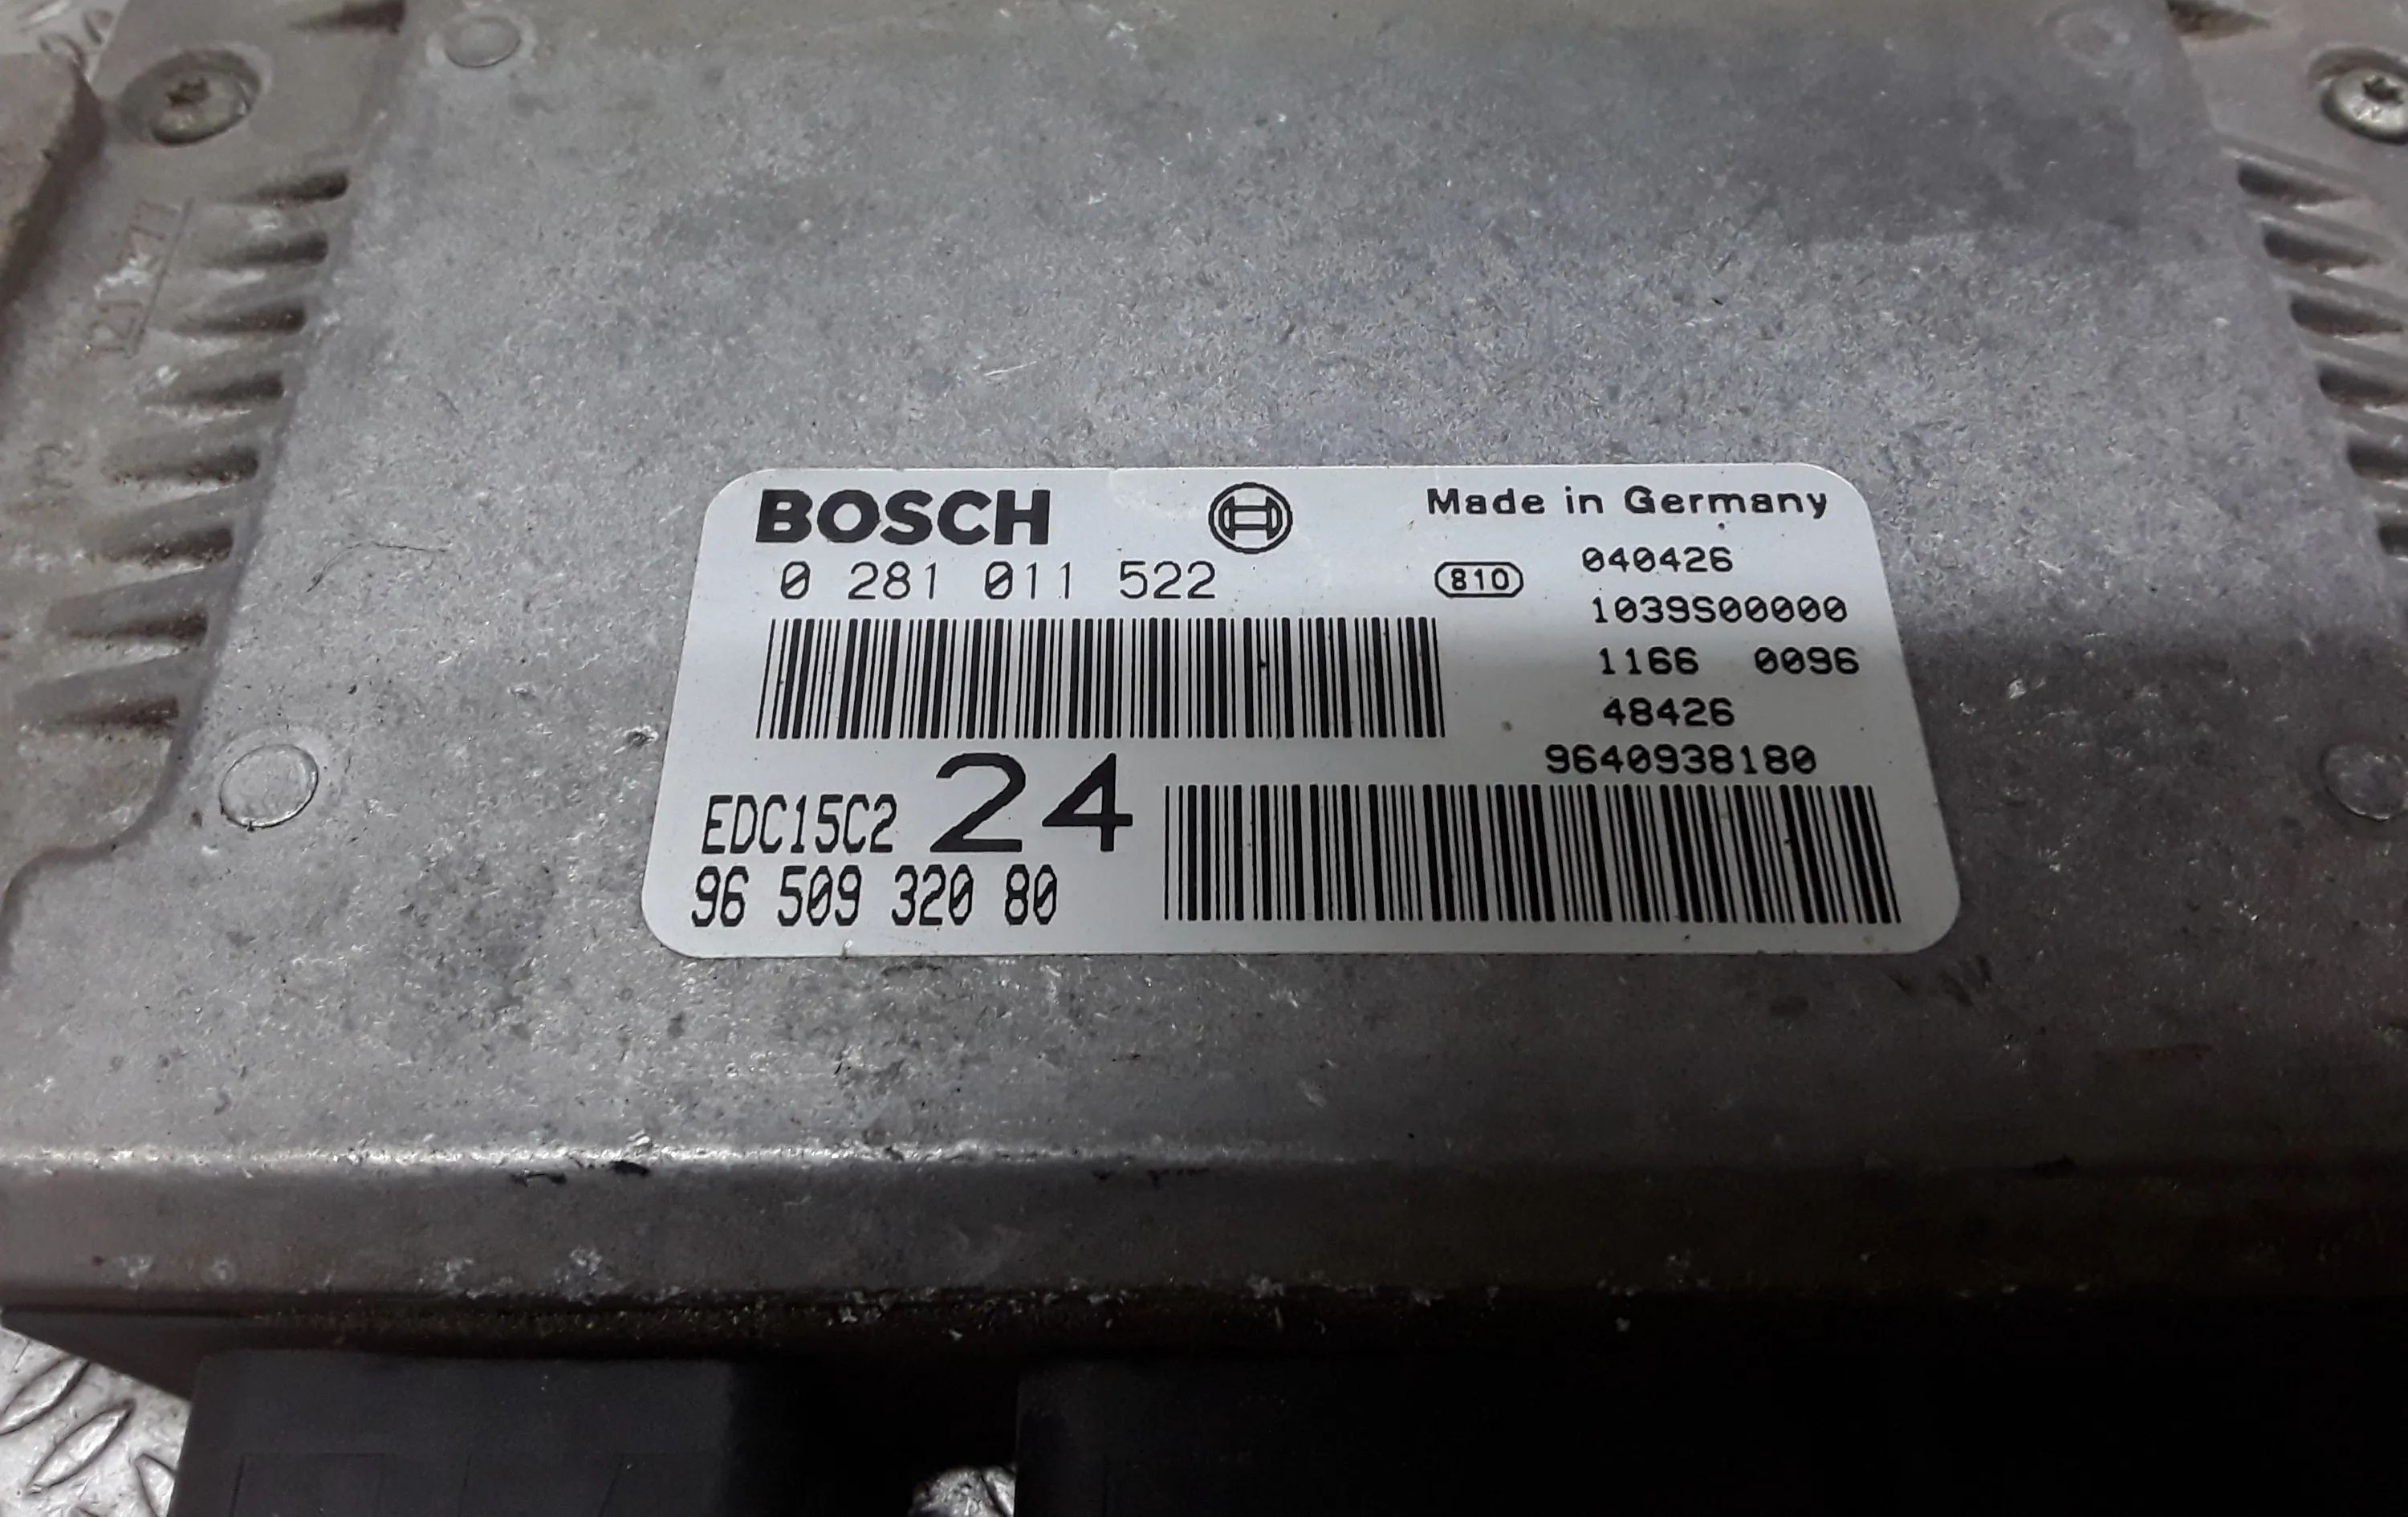 BOSCH
Made in Germany
0 281 011 522
810
040426
1039S00000
1166 0096
48426
9640938180
EDC15C2 24
96 509 320 80